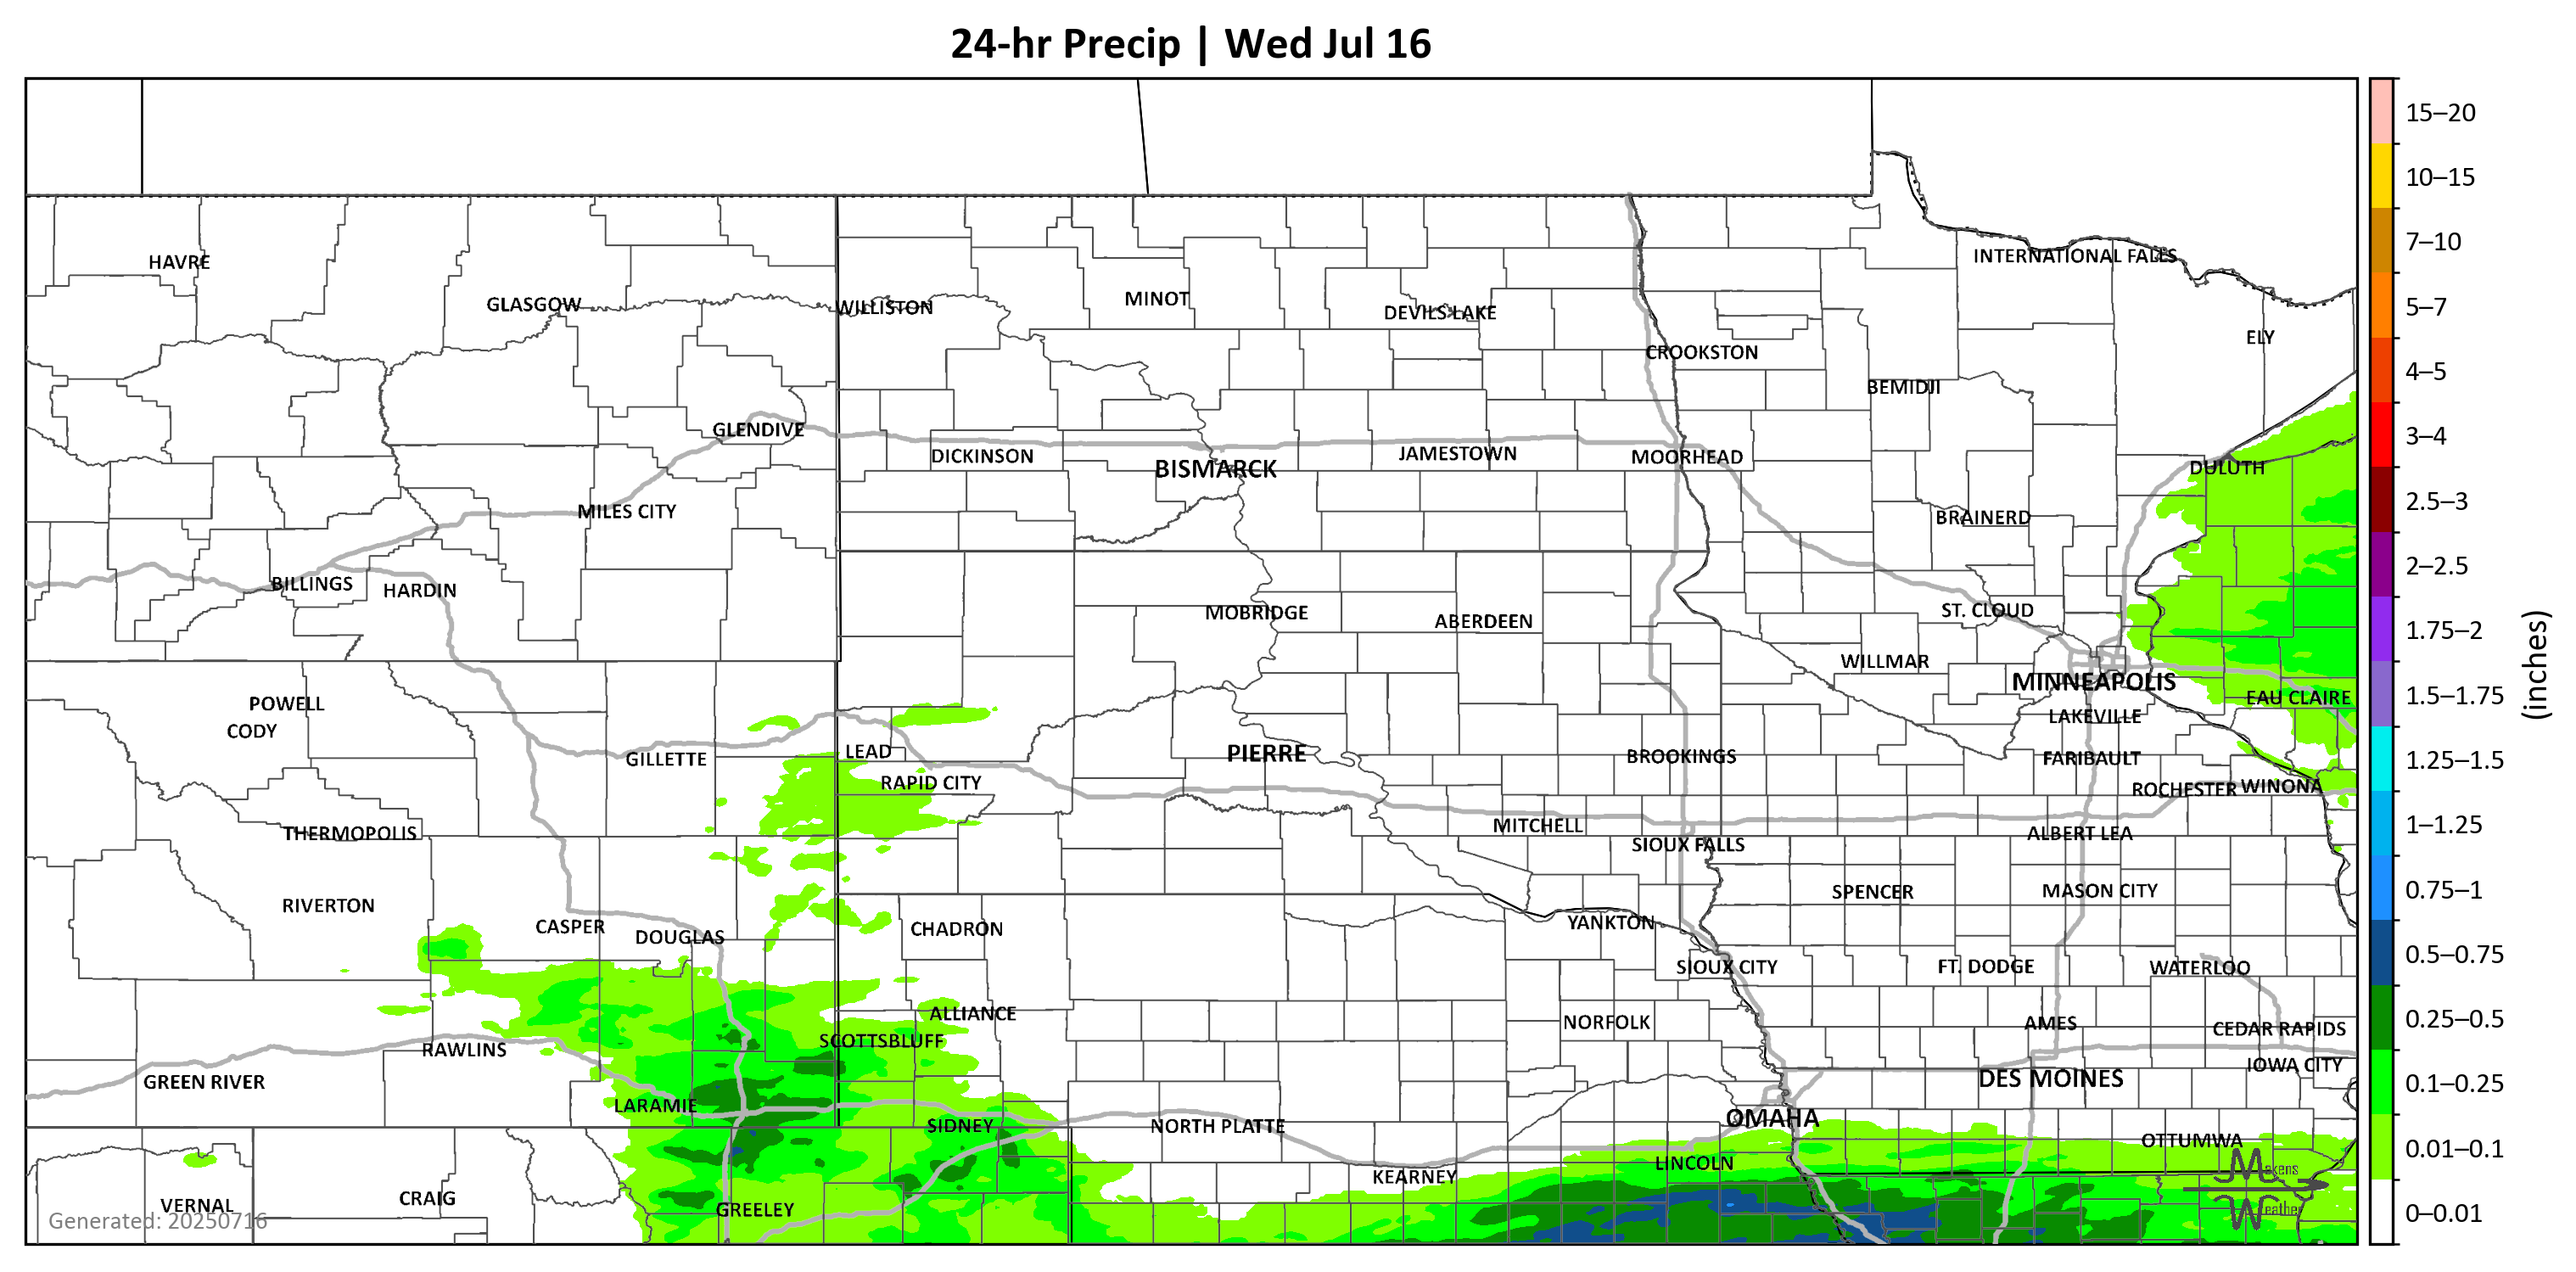 24-hr Precip | Wed Jul 16
15–20
10–15
7–10
5–7
4–5
3–4
2.5–3
2–2.5
1.75–2
1.5–1.75
1.25–1.5
1–1.25
0.75–1
0.5–0.75
0.25–0.5
0.1–0.25
0.01–0.1
0–0.01
(inches)
HAVRE
INTERNATIONAL FALLS
GLASGOW
WILLISTON
MINOT
DEVILS LAKE
ELY
CROOKSTON
BEMIDJI
GLENDIVE
DICKINSON
BISMARCK
JAMESTOWN
MOORHEAD
DULUTH
MILES CITY
BRAINERD
BILLINGS
HARDIN
MOBRIDGE
ABERDEEN
ST. CLOUD
WILLMAR
MINNEAPOLIS
POWELL
EAU CLAIRE
CODY
LAKEVILLE
GILLETTE
LEAD
PIERRE
BROOKINGS
FARIBAULT
RAPID CITY
ROCHESTER
WINONA
THERMOPOLIS
MITCHELL
ALBERT LEA
SIOUX FALLS
RIVERTON
SPENCER
MASON CITY
CASPER
DOUGLAS
CHADRON
YANKTON
SIOUX CITY
FT. DODGE
WATERLOO
ALLIANCE
NORFOLK
AMES
CEDAR RAPIDS
RAWLINS
SCOTTSBLUFF
GREEN RIVER
IOWA CITY
DES MOINES
LARAMIE
SIDNEY
NORTH PLATTE
OMAHA
OTTUMWA
LINCOLN
KEARNEY
VERNAL
CRAIG
GREELEY
Makens
Weather
Generated: 20250716